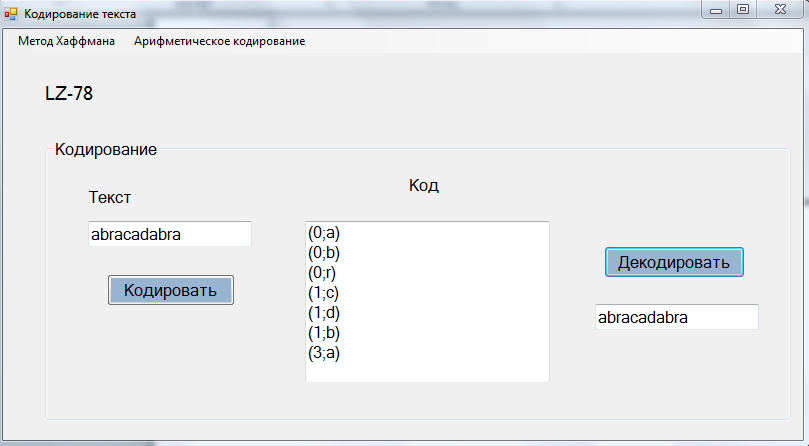 Кодирование текста
Метод Хаффмана Арифметическое кодирование
LZ-78
Кодирование
Текст
abracadabra
Кодировать
Код
(0;a)
(0;b)
(0;r)
(1;c)
(1;d)
(1;b)
(3;a)
Декодировать
abracadabra